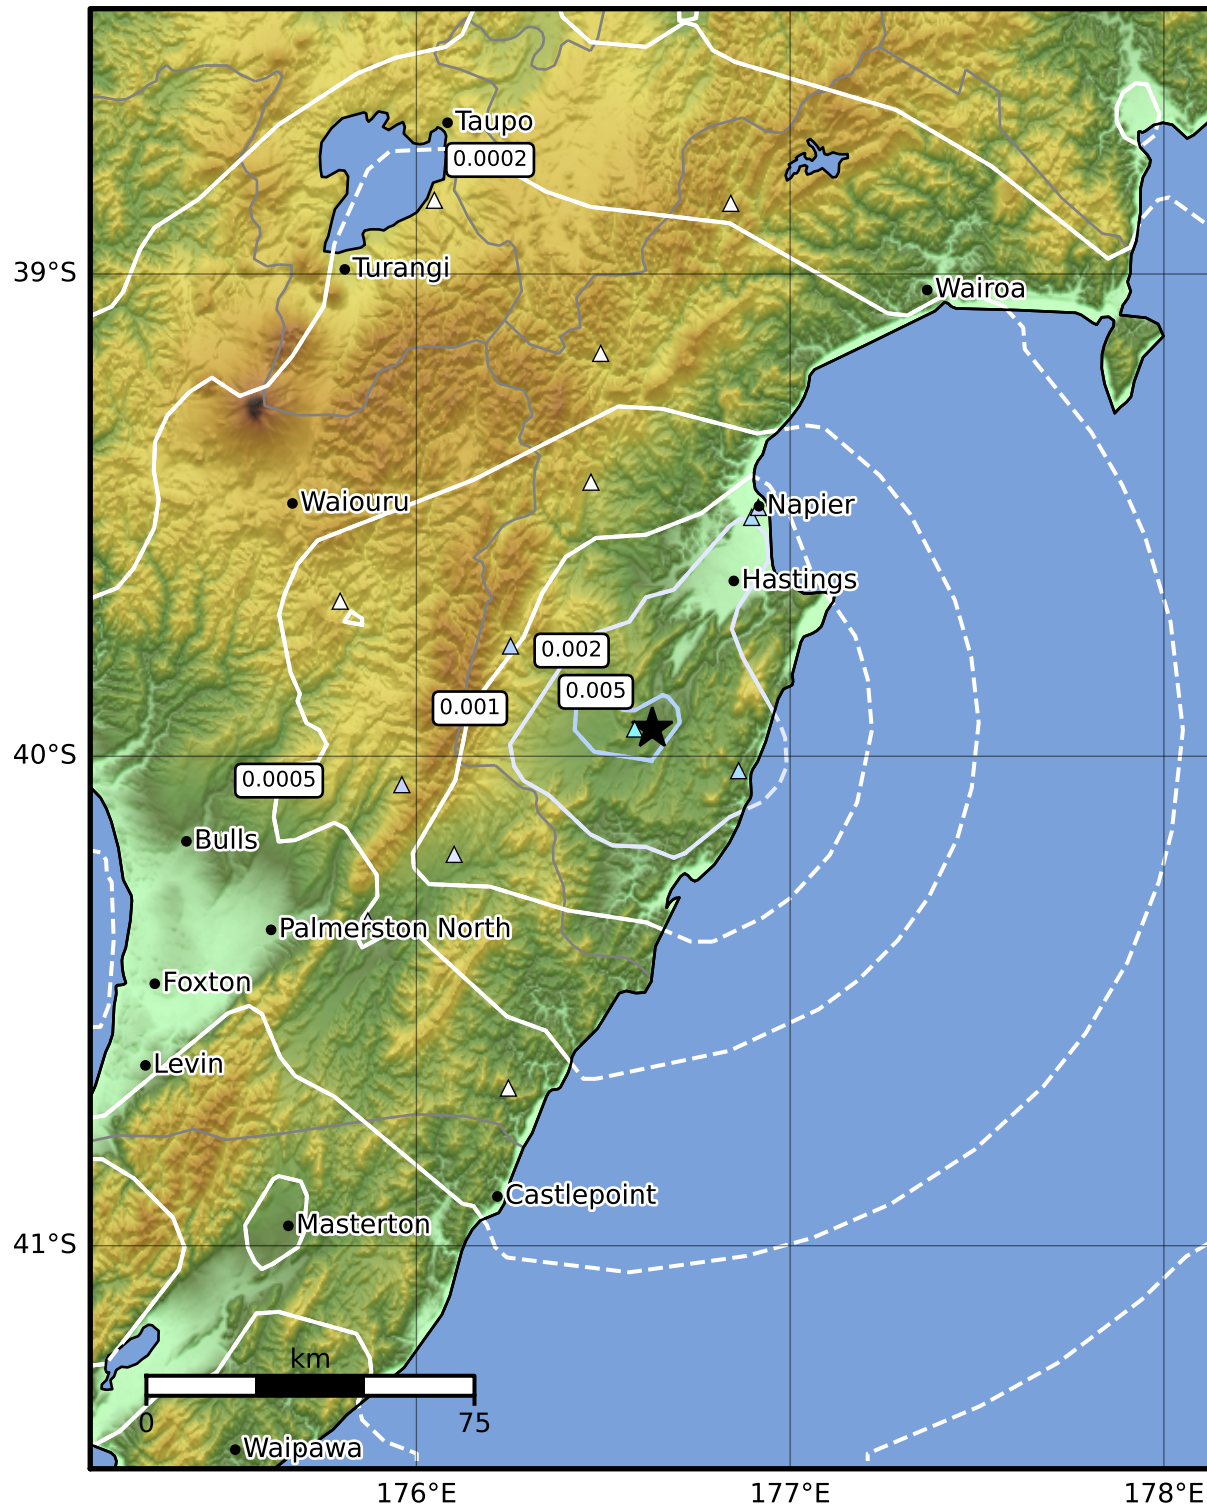 Taupo
0.0002
Turangi
39°S
Wairoa
Waiouru
Napier
Hastings
0.002
0.005
0.001
40°S
0.0005
Bulls
Palmerston North
Foxton
Levin
Castlepoint
Masterton
41°S
km
0 75
Waipawa
176°E 177°E 178°E